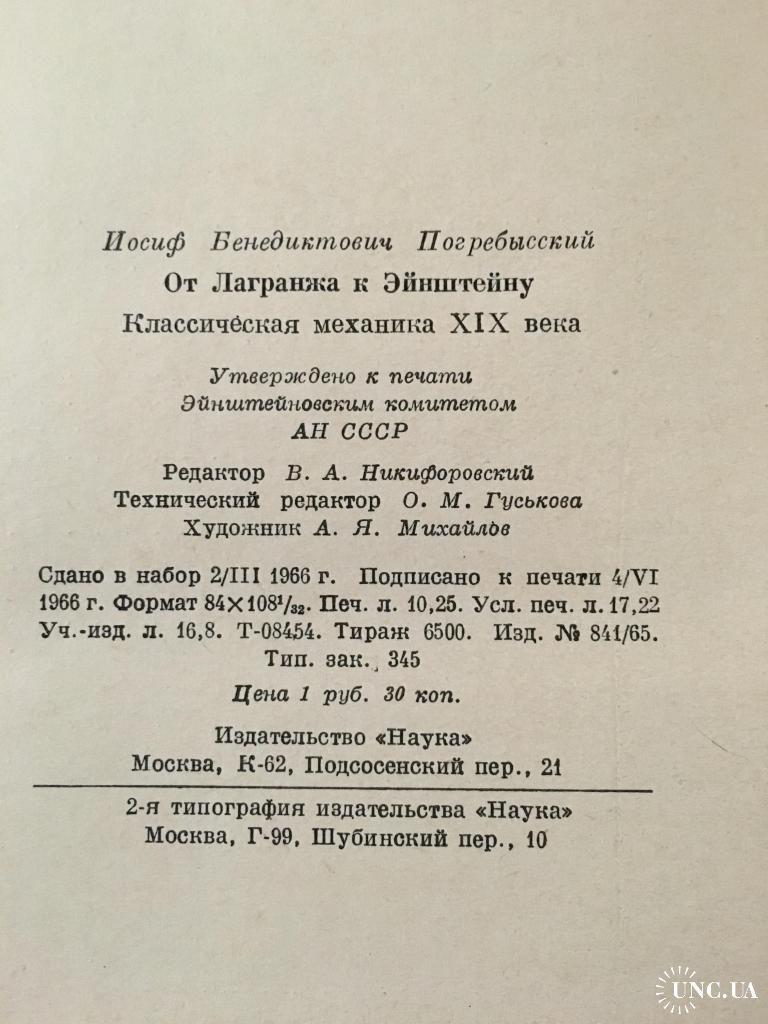 Иосиф Бенедиктович Погребысский
От Лагранжа к Эйнштейну
Классическая механика XIX века
Утверждено к печати
Эйнштейновским комитетом
АН СССР
Редактор В. А. Никифоровский
Технический редактор О. М. Гуськова
Художник А. Я. Михайлов
Сдано в набор 2/III 1966 г. Подписано к печати 4/VI
1966 г. Формат 84×108¹/₃₂. Печ. л. 10,25. Усл. печ. л. 17,22
Уч.-изд. л. 16,8. Т-08454. Тираж 6500. Изд. № 841/65.
Тип. зак. 345
Цена 1 руб. 30 коп.
Издательство «Наука»
Москва, К-62, Подсосенский пер., 21
2-я типография издательства «Наука»
Москва, Г-99, Шубинский пер., 10
UNC.UA